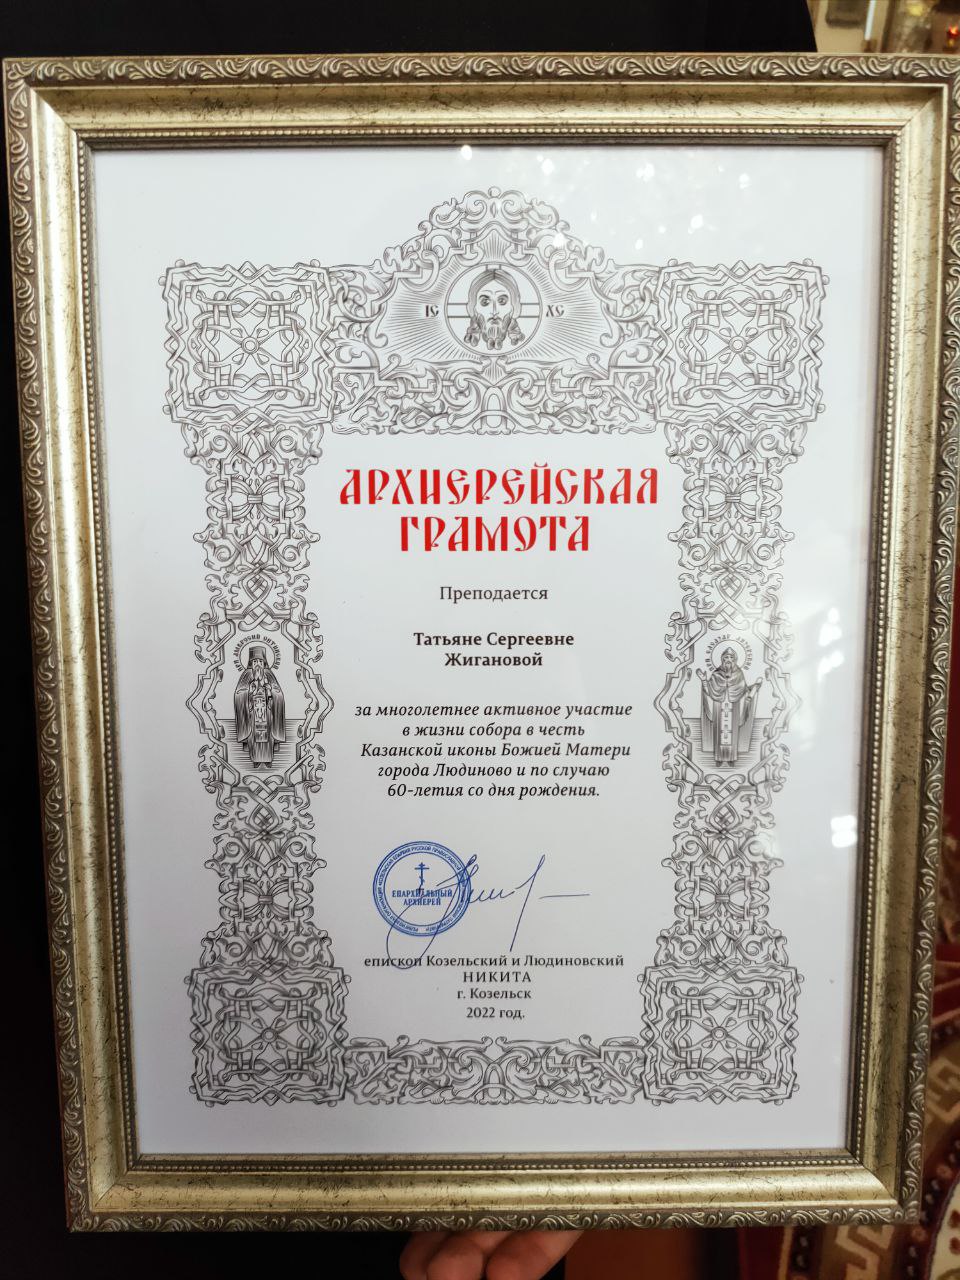 IC XC
АРХИЕРЕЙСКАЯ
ГРАМОТА
Преподается
Татьяне Сергеевне
Жигановой
за многолетнее активное участие
в жизни собора в честь
Казанской иконы Божией Матери
города Людиново и по случаю
60-летия со дня рождения.
ЕПАРХИАЛЬНЫЙ
АРХИЕРЕЙ
епископ Козельский и Людиновский
НИКИТА
г. Козельск
2022 год.